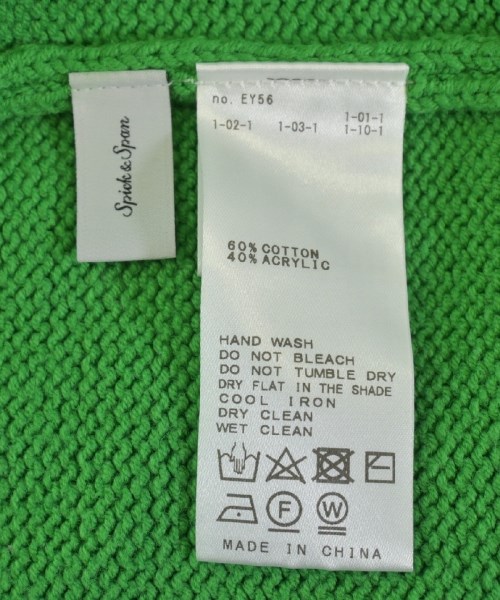 Spick & Span
no. EY56
1-01-1
1-02-1 1-03-1 1-10-1
60% COTTON
40% ACRYLIC
HAND WASH
DO NOT BLEACH
DO NOT TUMBLE DRY
DRY FLAT IN THE SHADE
COOL IRON
DRY CLEAN
WET CLEAN
F W
MADE IN CHINA